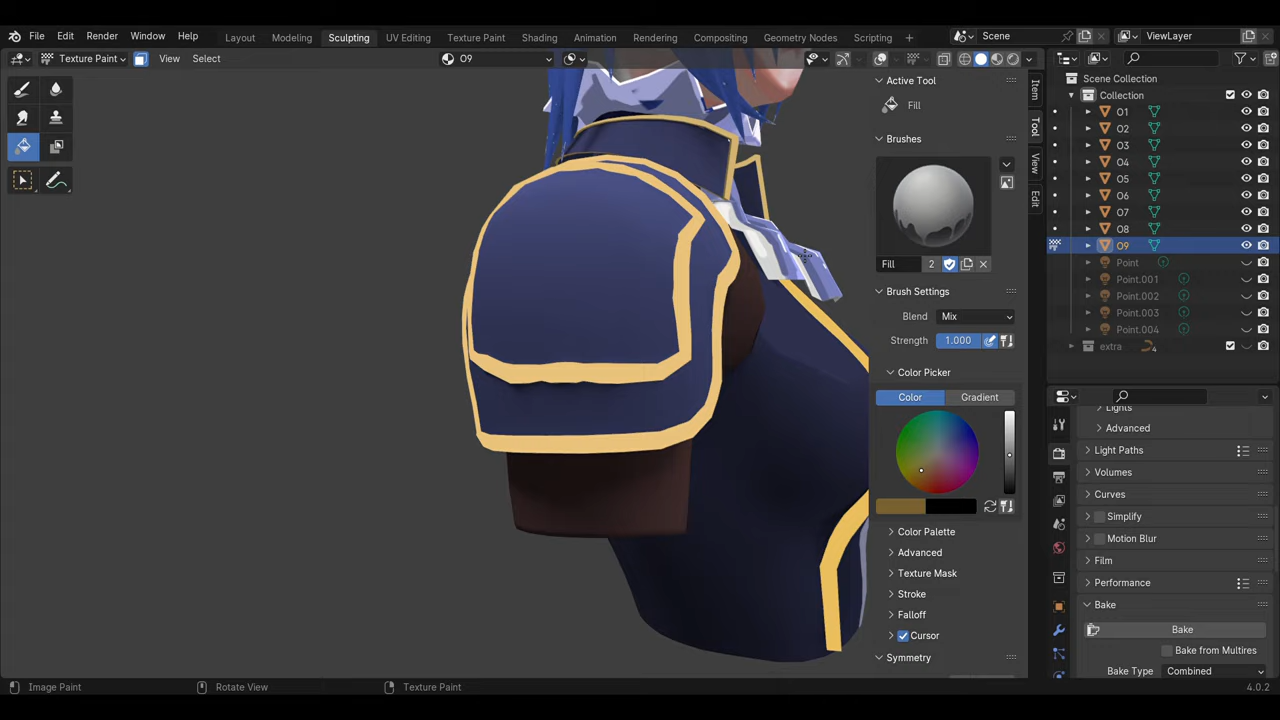 File Edit Render Window Help Layout Modeling Sculpting UV Editing Texture Paint Shading Animation Rendering Compositing Geometry Nodes Scripting + Scene ViewLayer
Texture Paint View Select O9
Active Tool
Fill
Brushes
Fill 2
Brush Settings
Blend Mix
Strength 1.000
Color Picker
Color Gradient
Color Palette
Advanced
Texture Mask
Stroke
Falloff
Cursor
Symmetry
Item
Tool
View
Edit
Scene Collection
Collection
O1
O2
O3
O4
O5
O6
O7
O8
O9
Point
Point.001
Point.002
Point.003
Point.004
extra 4
Lights
Advanced
Light Paths
Volumes
Curves
Simplify
Motion Blur
Film
Performance
Bake
Bake
Bake from Multires
Bake Type Combined
Image Paint Rotate View Texture Paint 4.0.2